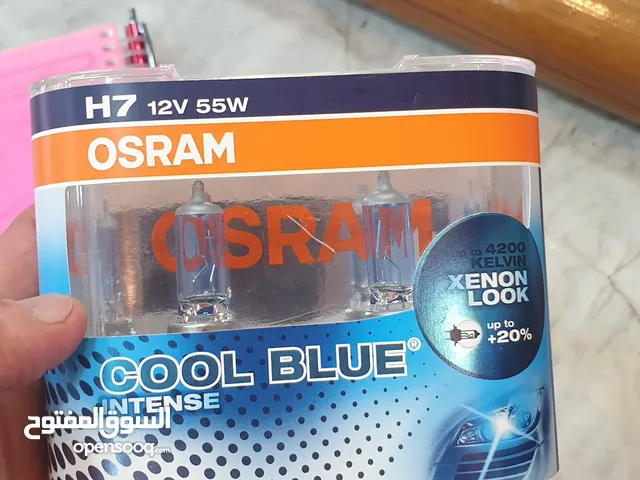 H7 12V 55W
OSRAM
OSRAM
up to 4200
KELVIN
XENON
LOOK
up to
+20%
COOL BLUE®
INTENSE
السوق المفتوح
opensooq.com